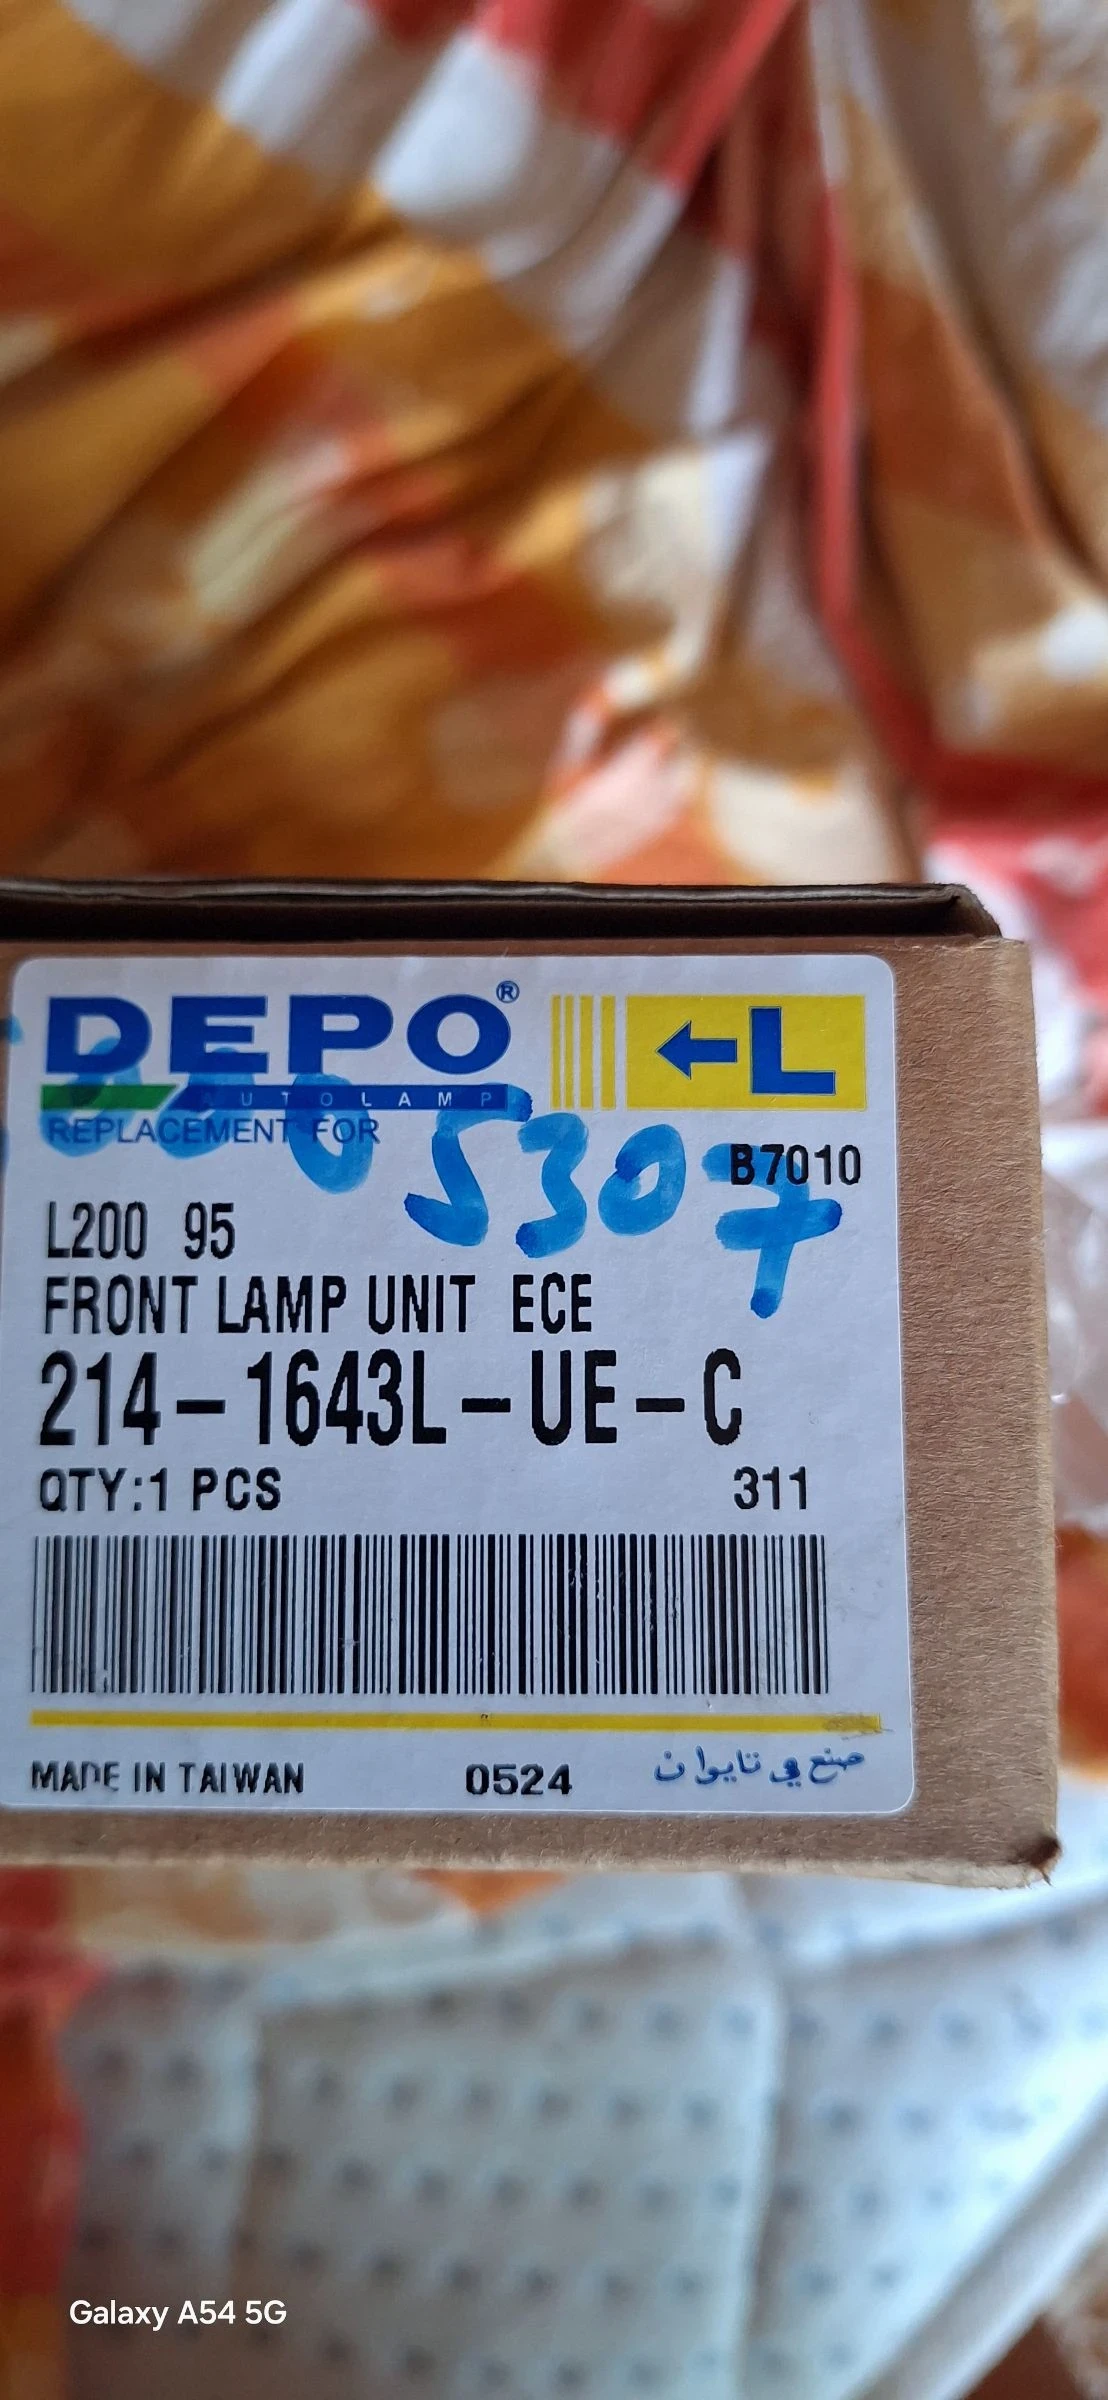 DEPO®
AUTOLAMP
←L
REPLACEMENT FOR
5307
B7010
L200 95
FRONT LAMP UNIT ECE
214-1643L-UE-C
QTY:1 PCS
311
MADE IN TAIWAN
0524
صنع في تايوان
Galaxy A54 5G